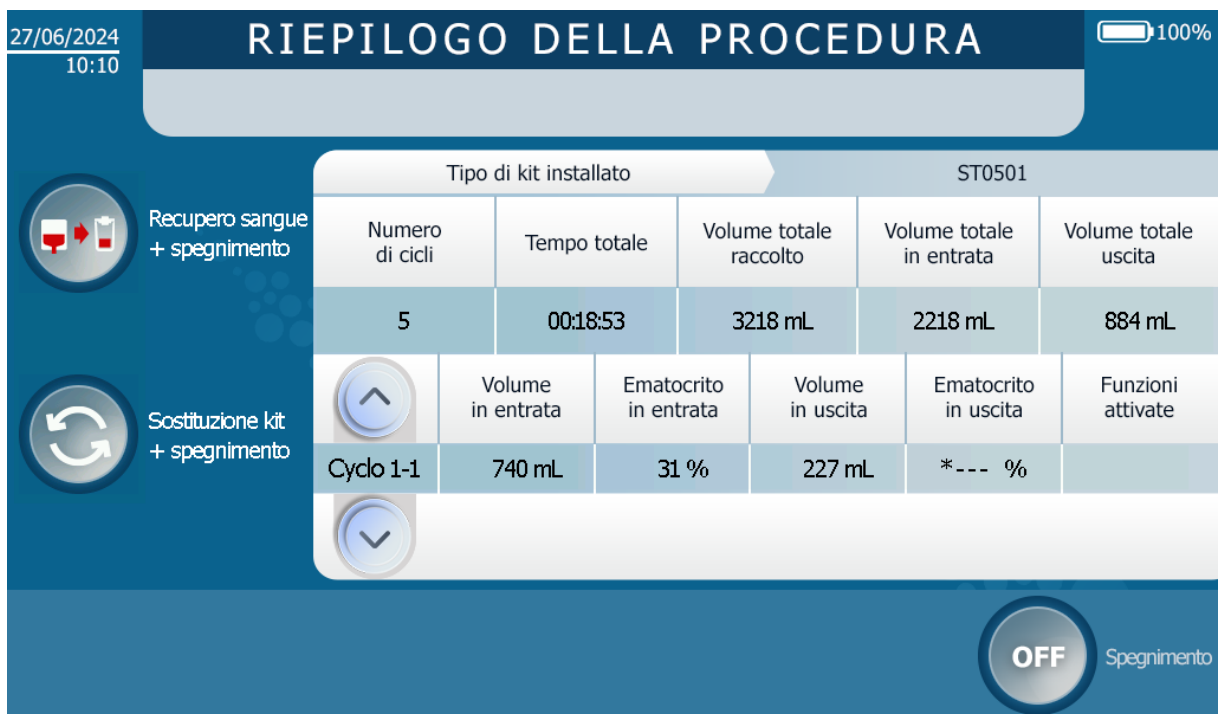 27/06/2024
10:10
RIEPILOGO DELLA PROCEDURA
100%
Tipo di kit installato
ST0501
Recupero sangue
+ spegnimento
Numero
di cicli
Tempo totale
Volume totale
raccolto
Volume totale
in entrata
Volume totale
uscita
5
00:18:53
3218 mL
2218 mL
884 mL
Sostituzione kit
+ spegnimento
Volume
in entrata
Ematocrito
in entrata
Volume
in uscita
Ematocrito
in uscita
Funzioni
attivate
Cyclo 1-1
740 mL
31 %
227 mL
*--- %
OFF
Spegnimento